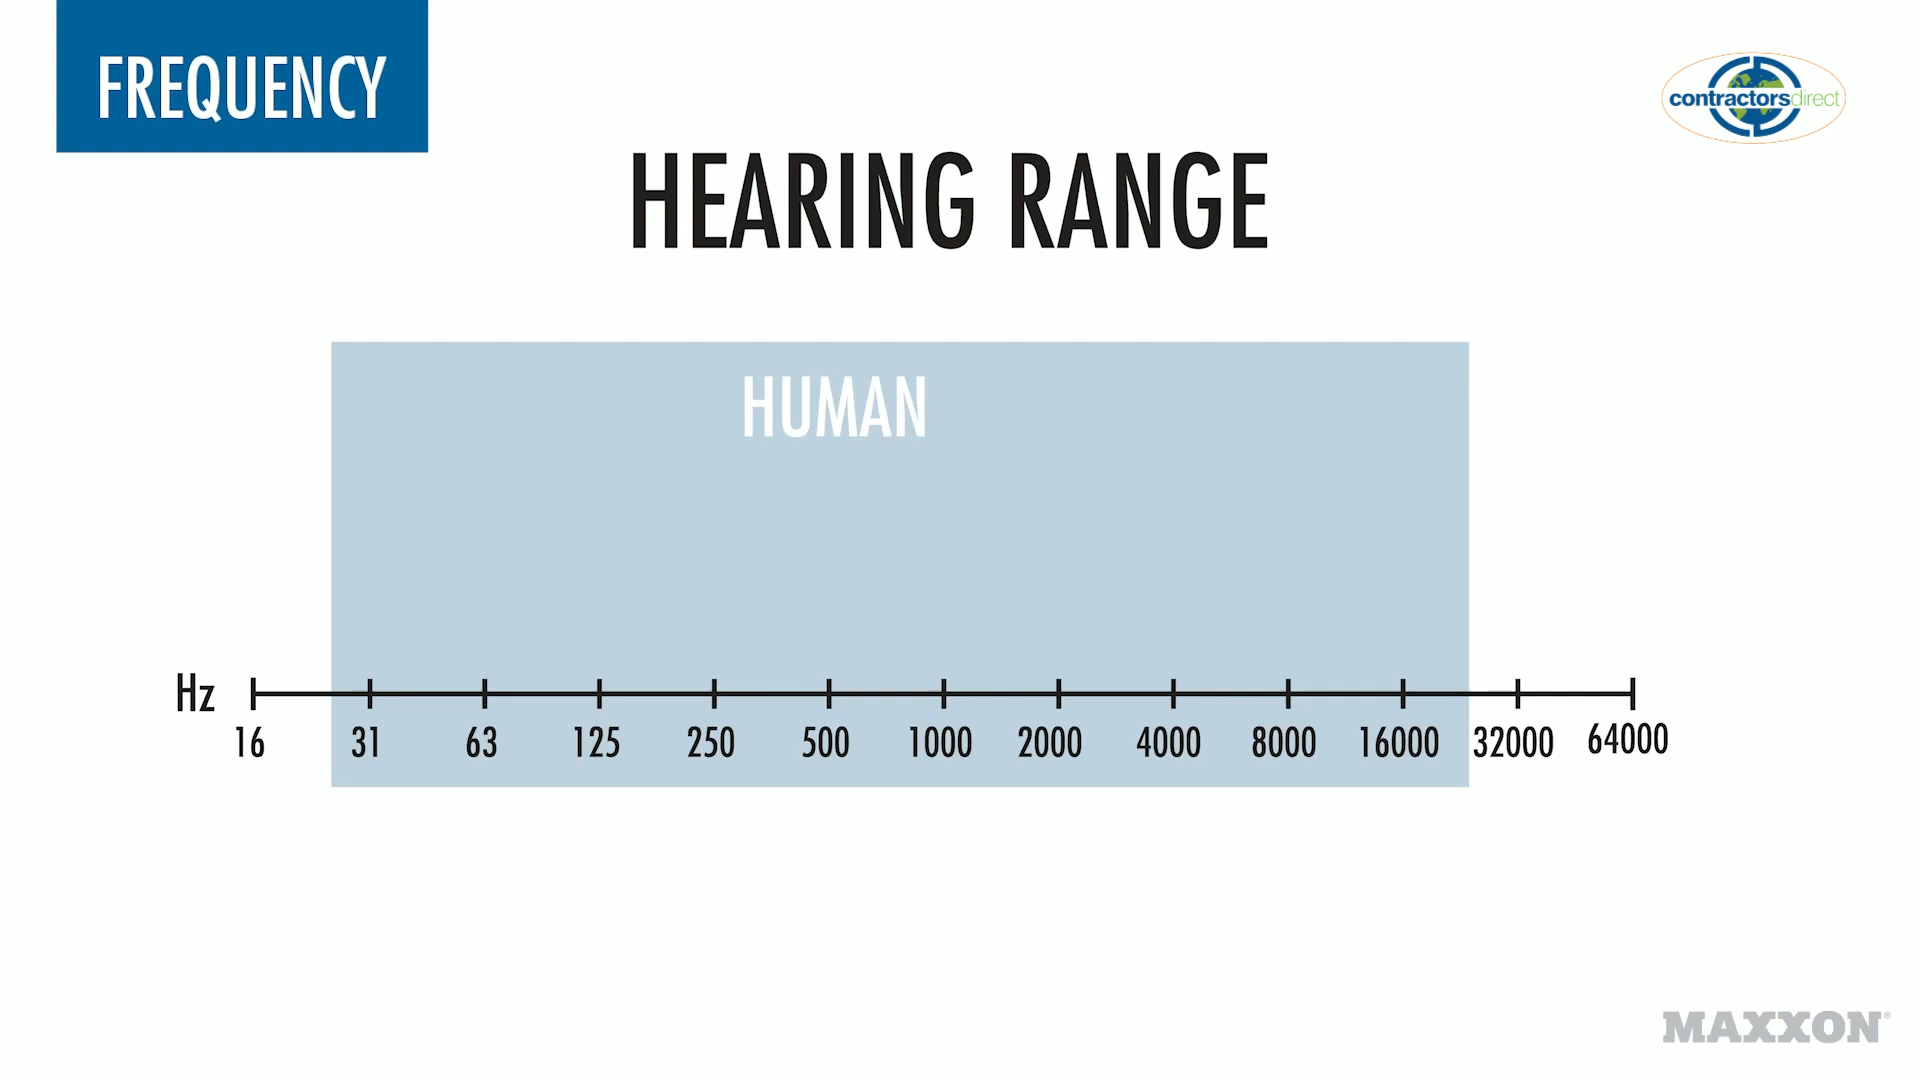 FREQUENCY
contractorsdirect
HEARING RANGE
HUMAN
Hz
16 31 63 125 250 500 1000 2000 4000 8000 16000 32000 64000
MAXXON®